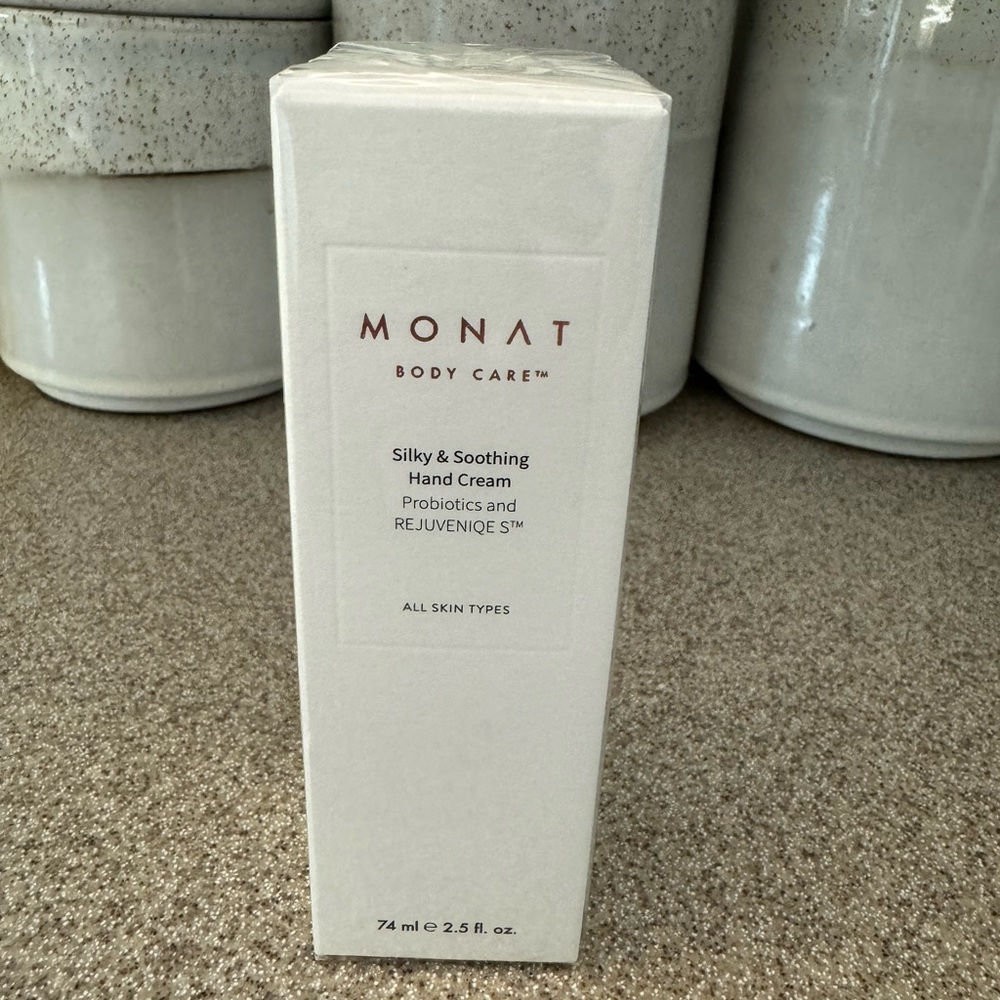 MONAT
BODY CARE™
Silky & Soothing
Hand Cream
Probiotics and
REJUVENIQE S™
ALL SKIN TYPES
74 ml ℮ 2.5 fl. oz.